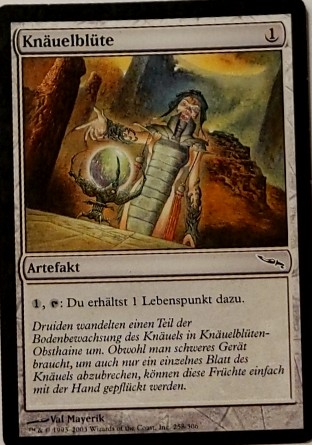 Knäuelblüte 1
Artefakt
1, : Du erhältst 1 Lebenspunkt dazu.
Druiden wandelten einen Teil der
Bodenbewachsung des Knäuels in Knäuelblüten-
Obsthaine um. Obwohl man schweres Gerät
braucht, um auch nur ein einzelnes Blatt des
Knäuels abzubrechen, können diese Früchte einfach
mit der Hand gepflückt werden.
Val Mayerik
™ & © 1993–2003 Wizards of the Coast, Inc. 258/306